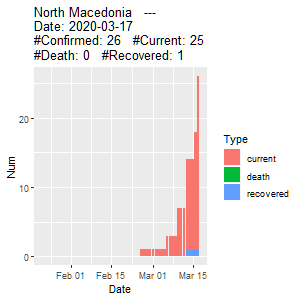 North Macedonia   ---
Date: 2020-03-17
#Confirmed: 26   #Current: 25
#Death: 0   #Recovered: 1
Num
20
10
0
Feb 01
Feb 15
Mar 01
Mar 15
Date
Type
current
death
recovered